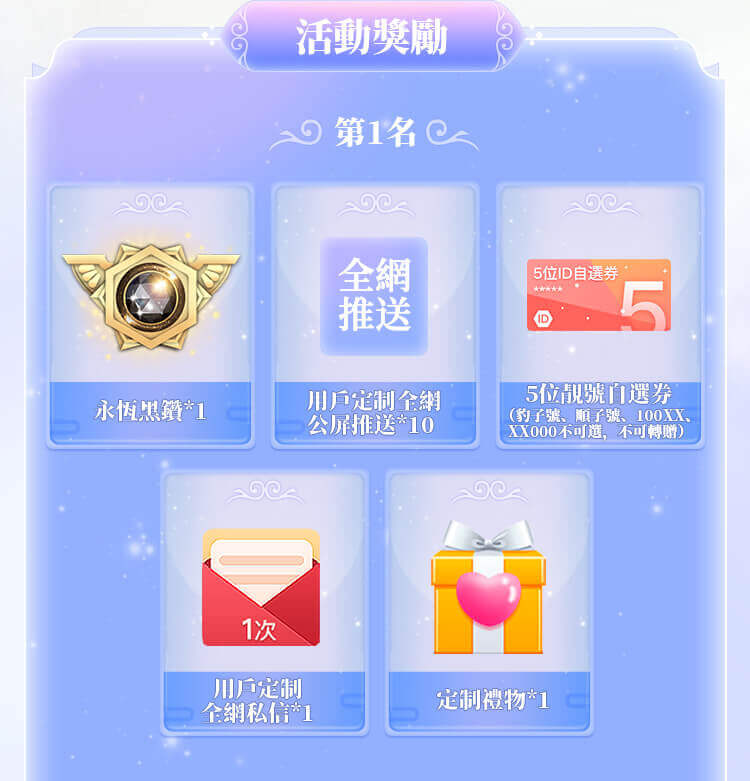 活動獎勵
第1名
永恆黑鑽*1
全網
推送
用戶定制全網
公屏推送*10
5位ID自選券
*****
5
ID
5位靚號自選券
（豹子號、順子號、100XX、
XX000不可選，不可轉贈）
1次
用戶定制
全網私信*1
定制禮物*1